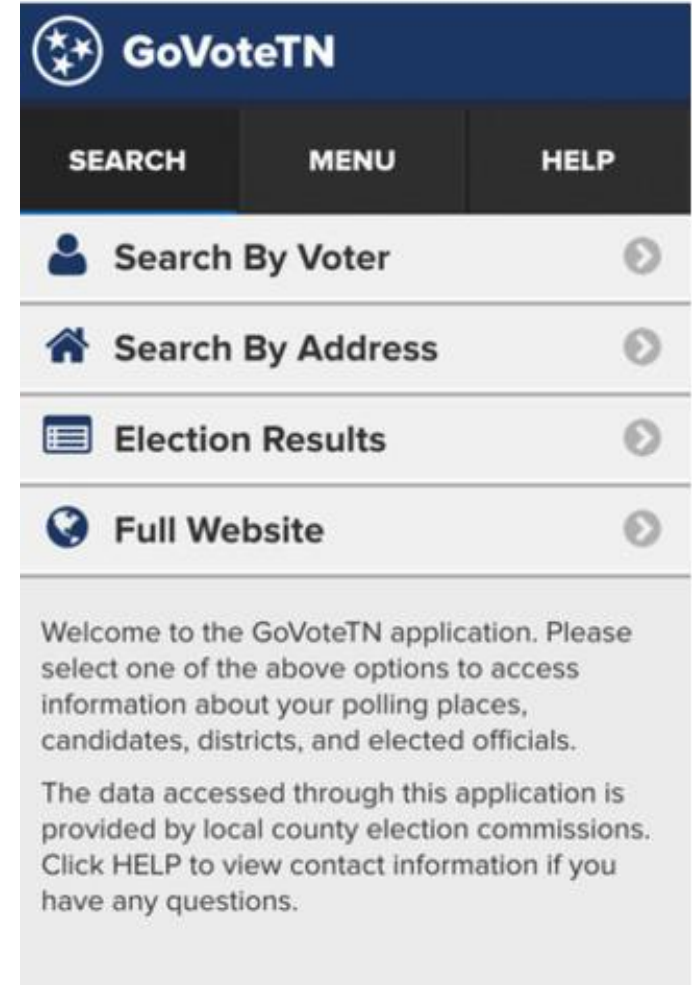 GoVoteTN
SEARCH MENU HELP
Search By Voter
Search By Address
Election Results
Full Website
Welcome to the GoVoteTN application. Please
select one of the above options to access
information about your polling places,
candidates, districts, and elected officials.
The data accessed through this application is
provided by local county election commissions.
Click HELP to view contact information if you
have any questions.